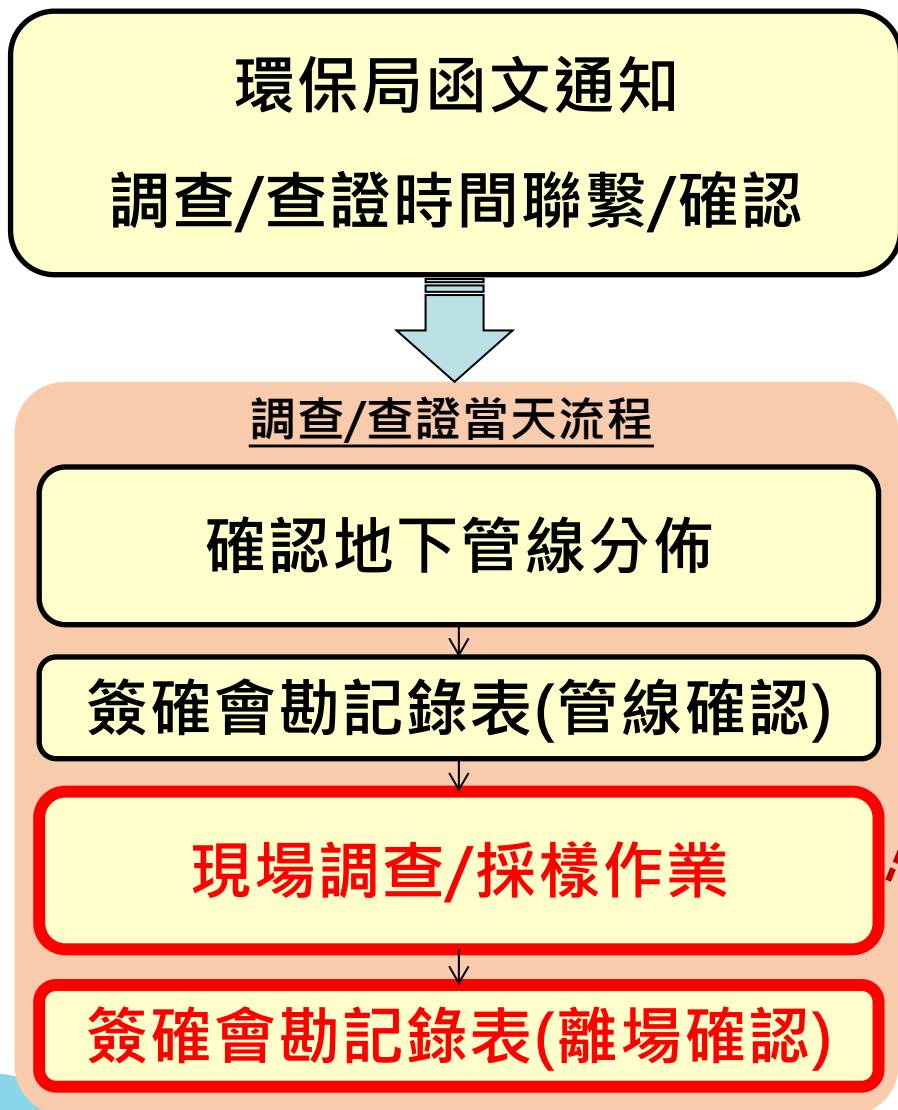 環保局函文通知
調查/查證時間聯繫/確認
調查/查證當天流程
確認地下管線分佈
簽確會勘記錄表(管線確認)
現場調查/採樣作業
簽確會勘記錄表(離場確認)